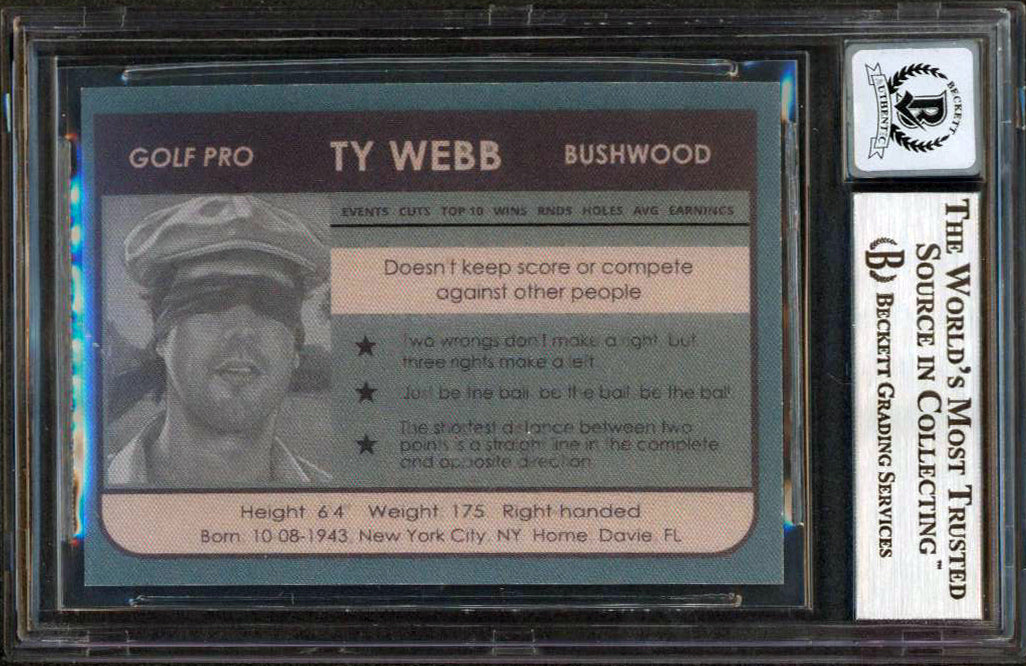 GOLF PRO TY WEBB BUSHWOOD
EVENTS CUTS TOP 10 WINS RNDS HOLES AVG EARNINGS
Doesn't keep score or compete
against other people
Two wrongs don't make a right, but
three rights make a left
Just be the ball, be the ball, be the ball
The shortest distance between two
points is a straight line in the complete
and opposite direction
Height 6'4" Weight 175 Right-handed
Born 10-08-1943, New York City, NY Home Davie, FL
BECKETT
AUTHENTIC
B
THE WORLD'S MOST TRUSTED
SOURCE IN COLLECTING™
B BECKETT GRADING SERVICES